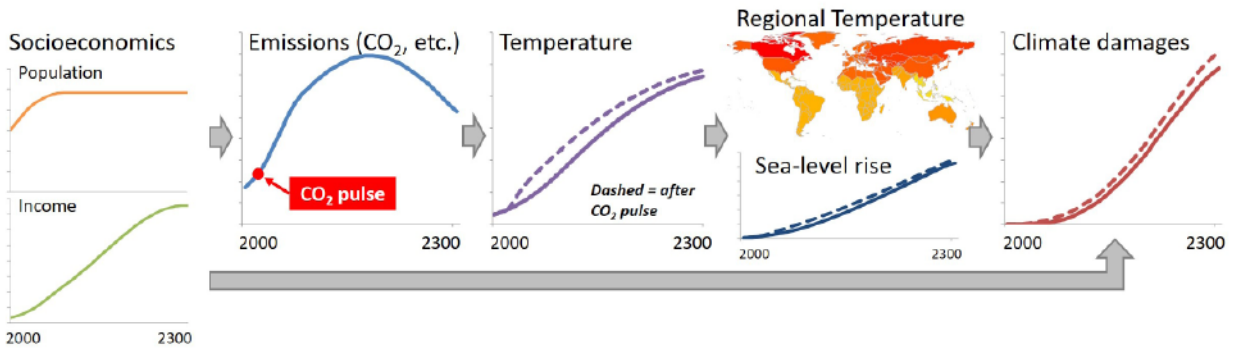 Socioeconomics
Population
Income
2000 2300
Emissions (CO₂, etc.)
CO₂ pulse
2000 2300
Temperature
Dashed = after
CO₂ pulse
2000 2300
Regional Temperature
Sea-level rise
2000 2300
Climate damages
2000 2300